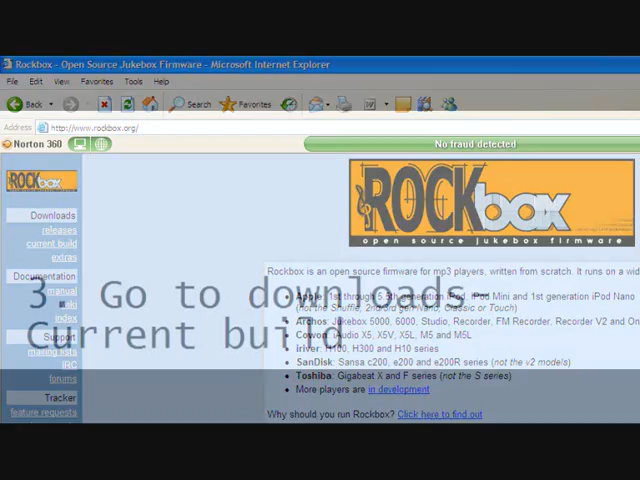 Rockbox - Open Source Jukebox Firmware - Microsoft Internet Explorer
File Edit View Favorites Tools Help
Back Search Favorites
Address http://www.rockbox.org/
Norton 360 No fraud detected
ROCKbox
open source jukebox firmware
ROCKbox
Downloads
releases
current build
extras
Documentation
manual
index
Support
mailing lists
IRC
forums
Tracker
feature requests
Rockbox is an open source firmware for mp3 players, written from scratch. It runs on a wid
Apple: 1st through 5.5th generation iPod, iPod Mini and 1st generation iPod Nano
(not the Shuffle, 2nd/3rd gen Nano, Classic or Touch)
Archos: Jukebox 5000, 6000, Studio, Recorder, FM Recorder, Recorder V2 and On
Cowon: iAudio X5, X5V, X5L, M5 and M5L
iriver: H100, H300 and H10 series
SanDisk: Sansa c200, e200 and e200R series (not the v2 models)
Toshiba: Gigabeat X and F series (not the S series)
More players are in development
Why should you run Rockbox? Click here to find out
3. Go to downloads-
Current build